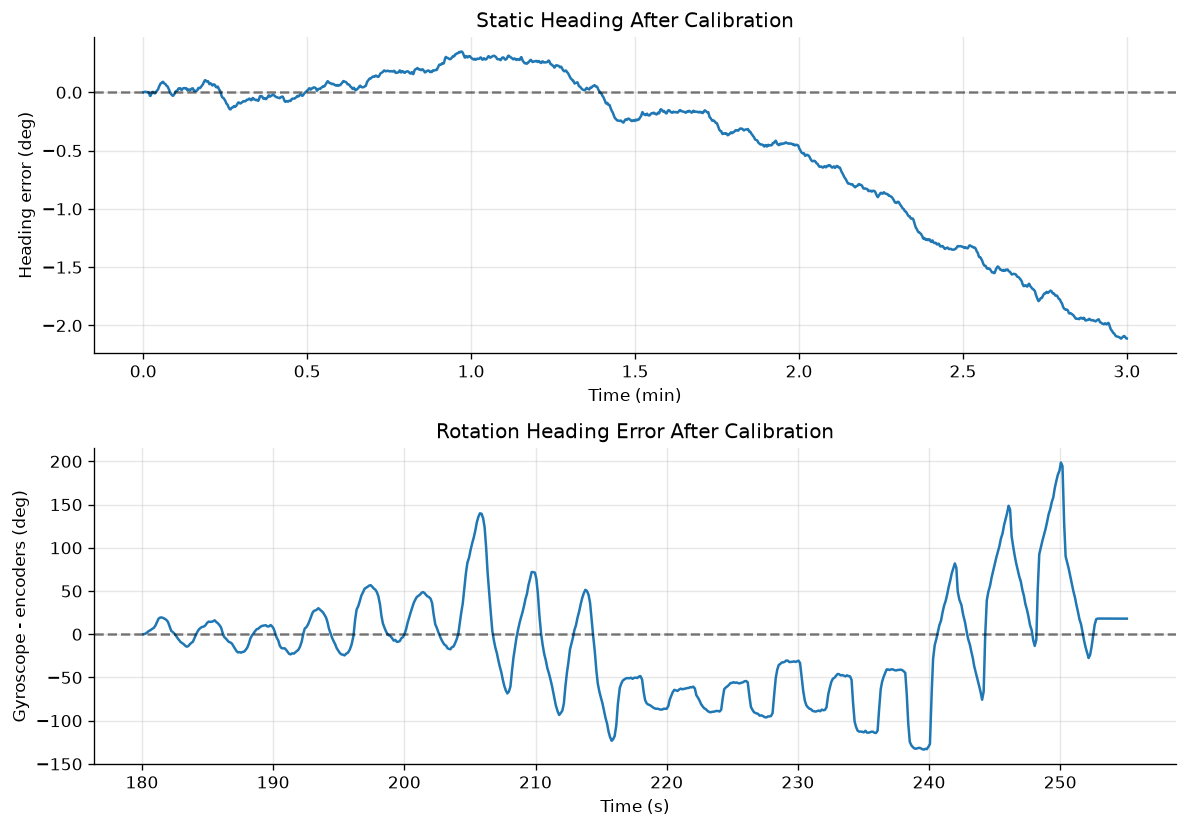 Static Heading After Calibration
Heading error (deg)
0.0
−0.5
−1.0
−1.5
−2.0
0.0 0.5 1.0 1.5 2.0 2.5 3.0
Time (min)
Rotation Heading Error After Calibration
Gyroscope - encoders (deg)
200
150
100
50
0
−50
−100
−150
180 190 200 210 220 230 240 250
Time (s)